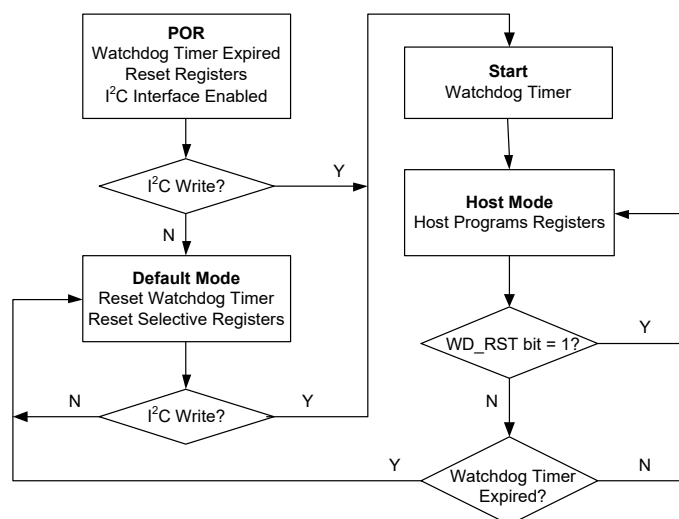 POR
Watchdog Timer Expired
Reset Registers
I²C Interface Enabled
I²C Write?
Y
N
Default Mode
Reset Watchdog Timer
Reset Selective Registers
I²C Write?
N
Y
Start
Watchdog Timer
Host Mode
Host Programs Registers
WD_RST bit = 1?
Y
N
Watchdog Timer
Expired?
Y
N